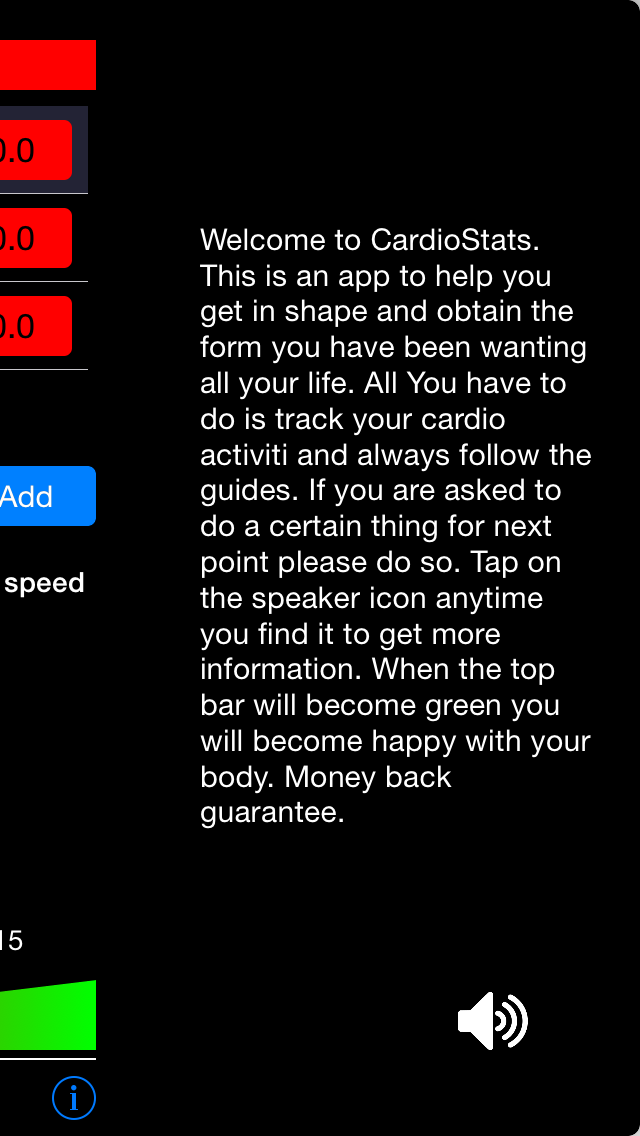 0.0
0.0
0.0
Add
speed
15
Welcome to CardioStats.
This is an app to help you
get in shape and obtain the
form you have been wanting
all your life. All You have to
do is track your cardio
activiti and always follow the
guides. If you are asked to
do a certain thing for next
point please do so. Tap on
the speaker icon anytime
you find it to get more
information. When the top
bar will become green you
will become happy with your
body. Money back
guarantee.
i